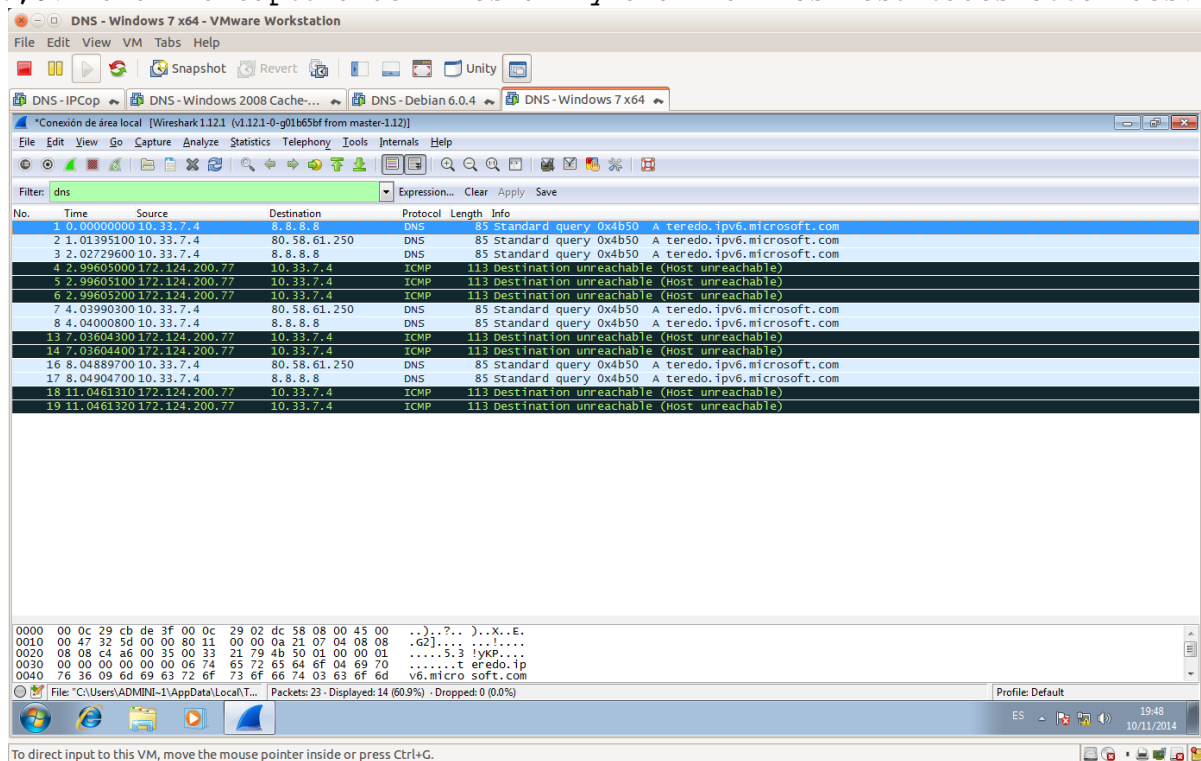 DNS - Windows 7 x64 - VMware Workstation
File Edit View VM Tabs Help
Snapshot Revert Unity
DNS - IPCop DNS - Windows 2008 Cache-... DNS - Debian 6.0.4 DNS - Windows 7 x64
*Conexión de área local [Wireshark 1.12.1 (v1.12.1-0-g01b65bf from master-1.12)]
File Edit View Go Capture Analyze Statistics Telephony Tools Internals Help
Filter: dns Expression... Clear Apply Save
No. Time Source Destination Protocol Length Info
1 0.00000000 10.33.7.4 8.8.8.8 DNS 85 Standard query 0x4b50 A teredo.ipv6.microsoft.com
2 1.01395100 10.33.7.4 80.58.61.250 DNS 85 Standard query 0x4b50 A teredo.ipv6.microsoft.com
3 2.02729600 10.33.7.4 8.8.8.8 DNS 85 Standard query 0x4b50 A teredo.ipv6.microsoft.com
4 2.99605000 172.124.200.77 10.33.7.4 ICMP 113 Destination unreachable (Host unreachable)
5 2.99605100 172.124.200.77 10.33.7.4 ICMP 113 Destination unreachable (Host unreachable)
6 2.99605200 172.124.200.77 10.33.7.4 ICMP 113 Destination unreachable (Host unreachable)
7 4.03990300 10.33.7.4 80.58.61.250 DNS 85 Standard query 0x4b50 A teredo.ipv6.microsoft.com
8 4.04000800 10.33.7.4 8.8.8.8 DNS 85 Standard query 0x4b50 A teredo.ipv6.microsoft.com
13 7.03604300 172.124.200.77 10.33.7.4 ICMP 113 Destination unreachable (Host unreachable)
14 7.03604400 172.124.200.77 10.33.7.4 ICMP 113 Destination unreachable (Host unreachable)
16 8.04889700 10.33.7.4 80.58.61.250 DNS 85 Standard query 0x4b50 A teredo.ipv6.microsoft.com
17 8.04904700 10.33.7.4 8.8.8.8 DNS 85 Standard query 0x4b50 A teredo.ipv6.microsoft.com
18 11.0461310 172.124.200.77 10.33.7.4 ICMP 113 Destination unreachable (Host unreachable)
19 11.0461320 172.124.200.77 10.33.7.4 ICMP 113 Destination unreachable (Host unreachable)
0000 00 0c 29 cb de 3f 00 0c 29 02 dc 58 08 00 45 00 ..)..?.. )..X..E.
0010 00 47 32 5d 00 00 80 11 00 00 0a 21 07 04 08 08 .G2].... ...!....
0020 08 08 c4 a6 00 35 00 33 21 79 4b 50 01 00 00 01 .....5.3 !yKP....
0030 00 00 00 00 00 00 06 74 65 72 65 64 6f 04 69 70 .......t eredo.ip
0040 76 36 09 6d 69 63 72 6f 73 6f 66 74 03 63 6f 6d v6.micro soft.com
File: "C:\Users\ADMINI~1\AppData\Local\T... Packets: 23 · Displayed: 14 (60.9%) · Dropped: 0 (0.0%) Profile: Default
ES 19:48
10/11/2014
To direct input to this VM, move the mouse pointer inside or press Ctrl+G.